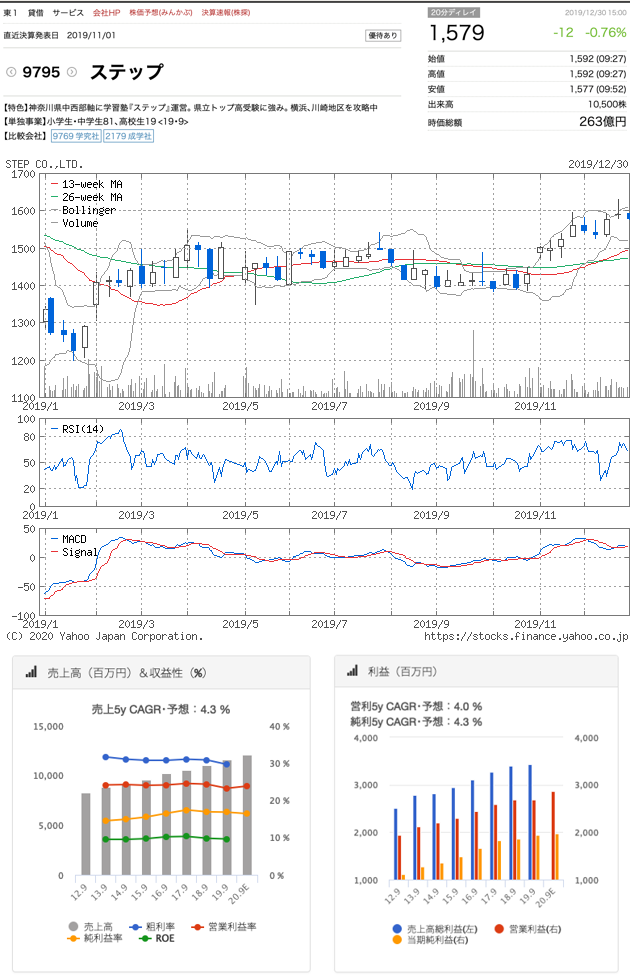 東1 貸借 サービス 会社HP 株価予想(みんかぶ) 決算速報(株探)
直近決算発表日 2019/11/01
優待あり
9795 ステップ
【特色】神奈川県中西部軸に学習塾『ステップ』運営。県立トップ高受験に強み。横浜、川崎地区を攻略中
【単独事業】小学生・中学生81、高校生19 <19・9>
【比較会社】 9769 学究社 2179 成学社
20分ディレイ 2019/12/30 15:00
1,579 -12 -0.76%
始値 1,592 (09:27)
高値 1,592 (09:27)
安値 1,577 (09:52)
出来高 10,500株
時価総額 263億円
STEP CO.,LTD. 2019/12/30
1700
1600
1500
1400
1300
1200
1100
13-week MA
26-week MA
Bollinger
Volume
2019/1 2019/3 2019/5 2019/7 2019/9 2019/11
100
80
50
20
0
RSI(14)
2019/1 2019/3 2019/5 2019/7 2019/9 2019/11
50
0
-50
-100
MACD
Signal
2019/1 2019/3 2019/5 2019/7 2019/9 2019/11
(C) 2020 Yahoo Japan Corporation. https://stocks.finance.yahoo.co.jp
売上高（百万円）＆収益性（%）
売上5y CAGR・予想：4.3 %
15,000
10,000
5,000
0
40 %
30 %
20 %
10 %
0 %
12.9 13.9 14.9 15.9 16.9 17.9 18.9 19.9 20.9E
売上高 粗利率 営業利益率
純利益率 ROE
利益（百万円）
営利5y CAGR・予想：4.0 %
純利5y CAGR・予想：4.3 %
4,000
3,000
2,000
1,000
4,000
3,000
2,000
1,000
12.9 13.9 14.9 15.9 16.9 17.9 18.9 19.9 20.9E
売上高総利益(左) 営業利益(右)
当期純利益(右)